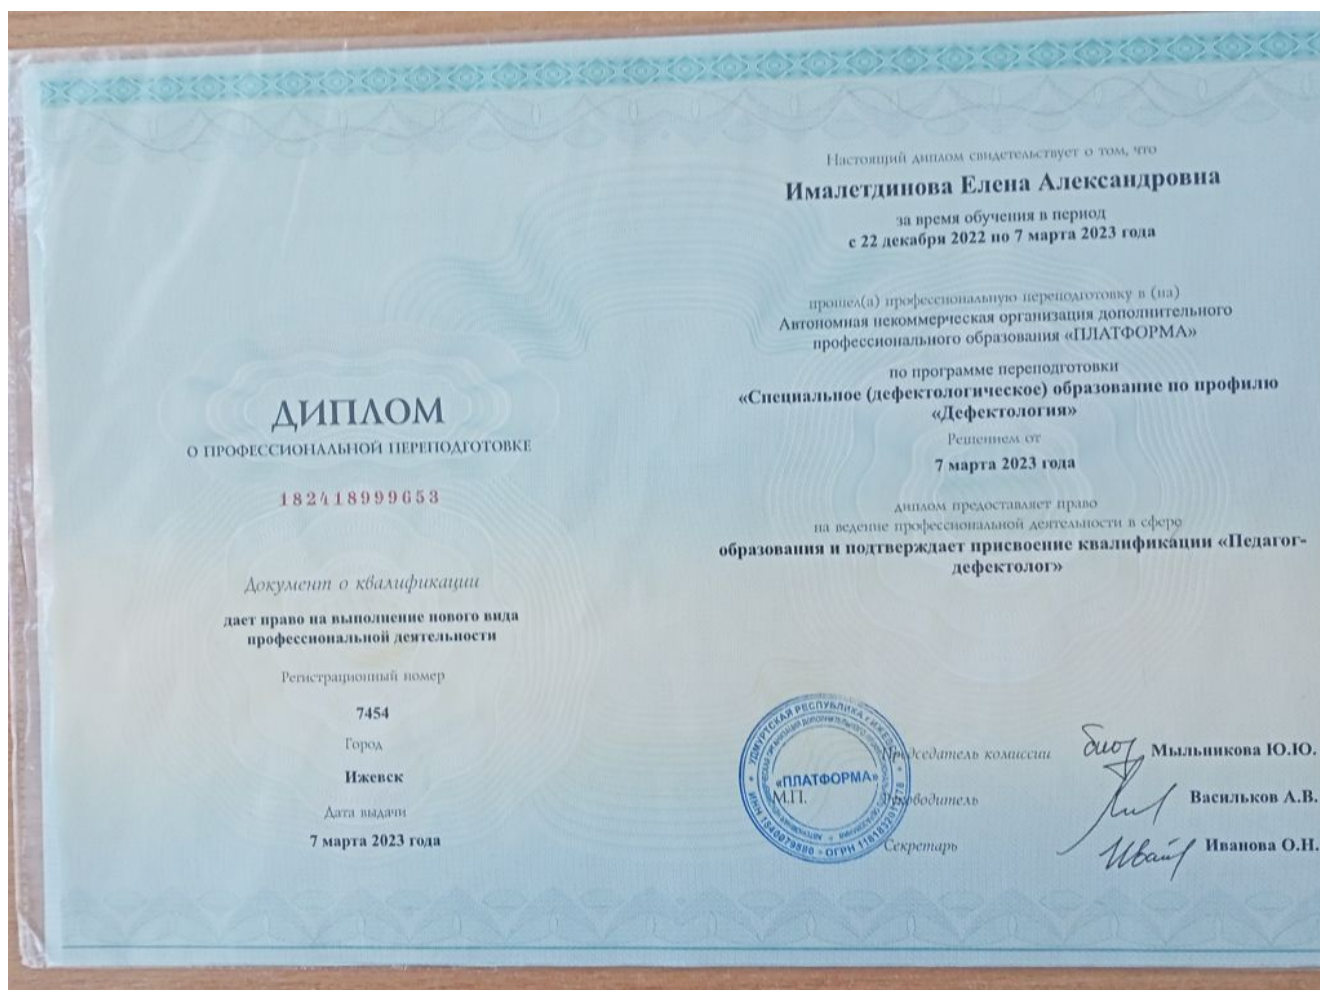 ДИПЛОМ
О ПРОФЕССИОНАЛЬНОЙ ПЕРЕПОДГОТОВКЕ
182418999653
Документ о квалификации
дает право на выполнение нового вида
профессиональной деятельности
Регистрационный номер
7454
Город
Ижевск
Дата выдачи
7 марта 2023 года
Настоящий диплом свидетельствует о том, что
Ималетдинова Елена Александровна
за время обучения в период
с 22 декабря 2022 по 7 марта 2023 года
прошел(а) профессиональную переподготовку в (на)
Автономная некоммерческая организация дополнительного
профессионального образования «ПЛАТФОРМА»
по программе переподготовки
«Специальное (дефектологическое) образование по профилю
«Дефектология»
Решением от
7 марта 2023 года
диплом предоставляет право
на ведение профессиональной деятельности в сфере
образования и подтверждает присвоение квалификации «Педагог-
дефектолог»
УДМУРТСКАЯ РЕСПУБЛИКА
«ПЛАТФОРМА»
М.П.
Председатель комиссии
Мыльникова Ю.Ю.
Руководитель
Васильков А.В.
Секретарь
Иванова О.Н.